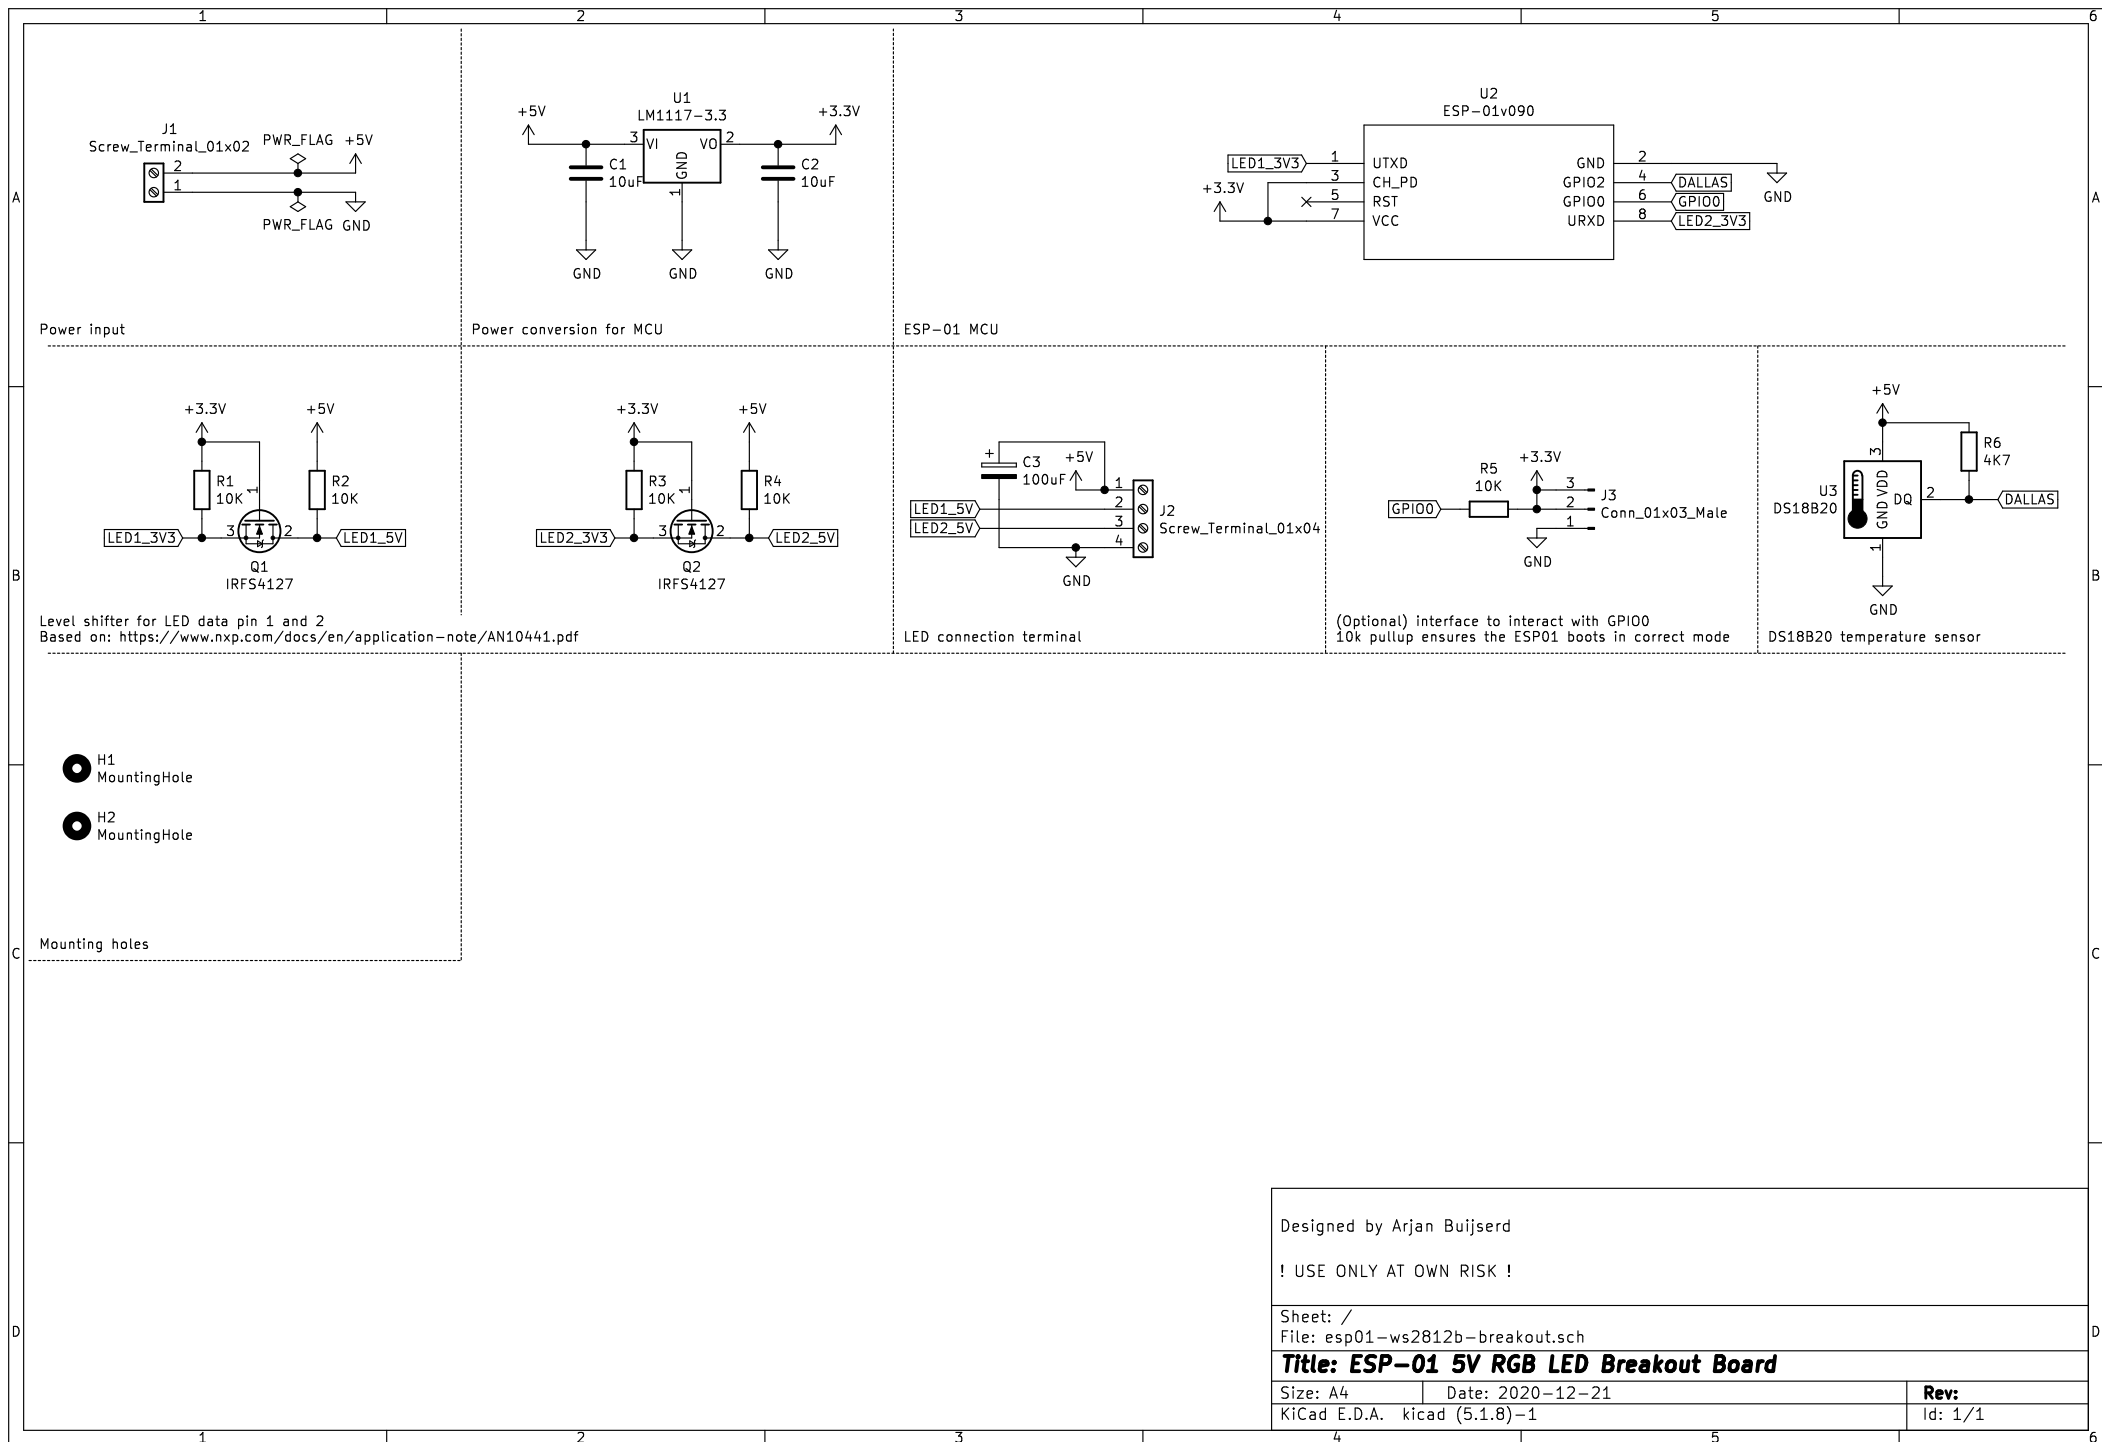 1 2 3 4 5 6
A A
B B
C C
D D
1 2 3 4 5 6
J1
Screw_Terminal_01x02
PWR_FLAG
+5V
2
1
PWR_FLAG
GND
Power input
U1
LM1117-3.3
+5V
+3.3V
3 VI VO 2
GND
1
C1
10uF
C2
10uF
GND
GND
GND
Power conversion for MCU
U2
ESP-01v090
LED1_3V3 1 UTXD
3 CH_PD
+3.3V
5 RST
7 VCC
GND 2
GPIO2 4 DALLAS
GPIO0 6 GPIO0
URXD 8 LED2_3V3
GND
ESP-01 MCU
+3.3V
+5V
R1
10K
1
R2
10K
LED1_3V3
3
2
LED1_5V
Q1
IRFS4127
Level shifter for LED data pin 1 and 2
Based on: https://www.nxp.com/docs/en/application-note/AN10441.pdf
+3.3V
+5V
R3
10K
1
R4
10K
LED2_3V3
3
2
LED2_5V
Q2
IRFS4127
+
C3
100uF
+5V
1
LED1_5V 2
LED2_5V 3
4
J2
Screw_Terminal_01x04
GND
LED connection terminal
+3.3V
R5
10K
GPIO0
3
2
1
J3
Conn_01x03_Male
GND
(Optional) interface to interact with GPIO0
10k pullup ensures the ESP01 boots in correct mode
+5V
3
R6
4K7
U3
DS18B20
VDD
GND
DQ
2
DALLAS
1
GND
DS18B20 temperature sensor
H1
MountingHole
H2
MountingHole
Mounting holes
Designed by Arjan Buijserd
! USE ONLY AT OWN RISK !
Sheet: /
File: esp01-ws2812b-breakout.sch
Title: ESP-01 5V RGB LED Breakout Board
Size: A4 Date: 2020-12-21 Rev:
KiCad E.D.A. kicad (5.1.8)-1 Id: 1/1